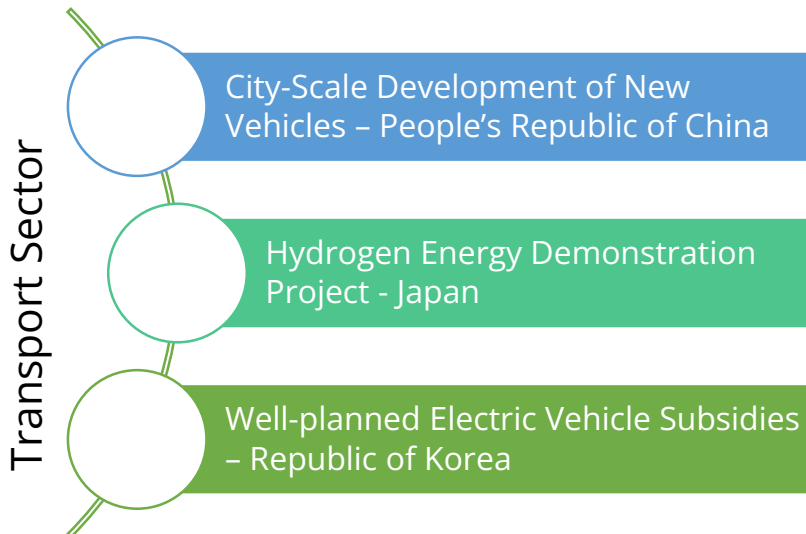 Transport Sector
City-Scale Development of New
Vehicles – People’s Republic of China
Hydrogen Energy Demonstration
Project - Japan
Well-planned Electric Vehicle Subsidies
– Republic of Korea